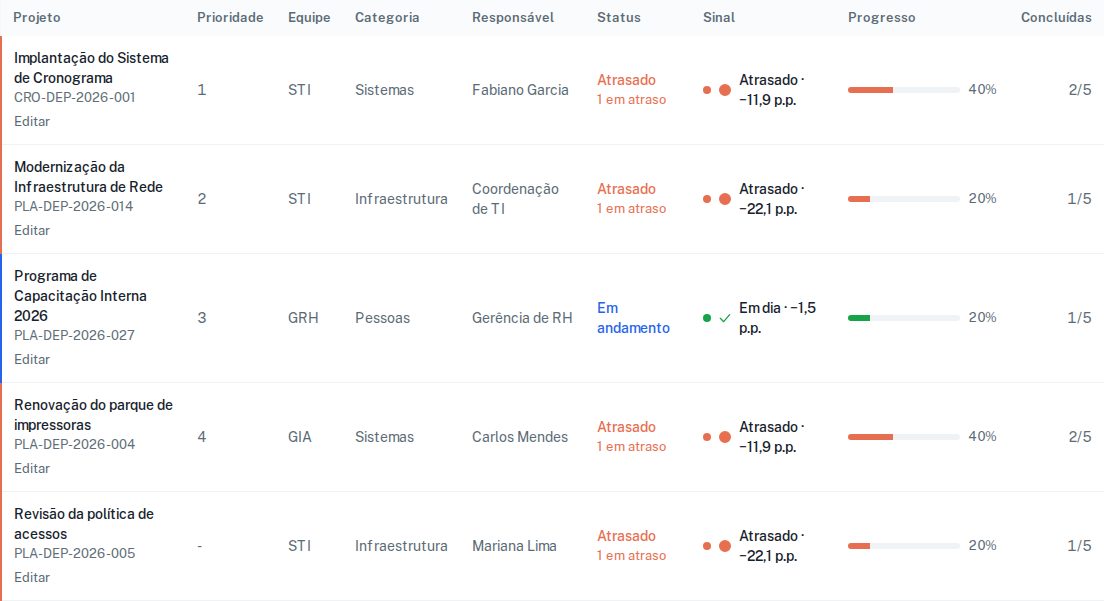 Projeto Prioridade Equipe Categoria Responsável Status Sinal Progresso Concluídas
Implantação do Sistema
de Cronograma
CRO-DEP-2026-001
Editar
1
STI
Sistemas
Fabiano Garcia
Atrasado
1 em atraso
Atrasado ·
−11,9 p.p.
40%
2/5
Modernização da
Infraestrutura de Rede
PLA-DEP-2026-014
Editar
2
STI
Infraestrutura
Coordenação
de TI
Atrasado
1 em atraso
Atrasado ·
−22,1 p.p.
20%
1/5
Programa de
Capacitação Interna
2026
PLA-DEP-2026-027
Editar
3
GRH
Pessoas
Gerência de RH
Em
andamento
Em dia · −1,5
p.p.
20%
1/5
Renovação do parque de
impressoras
PLA-DEP-2026-004
Editar
4
GIA
Sistemas
Carlos Mendes
Atrasado
1 em atraso
Atrasado ·
−11,9 p.p.
40%
2/5
Revisão da política de
acessos
PLA-DEP-2026-005
Editar
-
STI
Infraestrutura
Mariana Lima
Atrasado
1 em atraso
Atrasado ·
−22,1 p.p.
20%
1/5